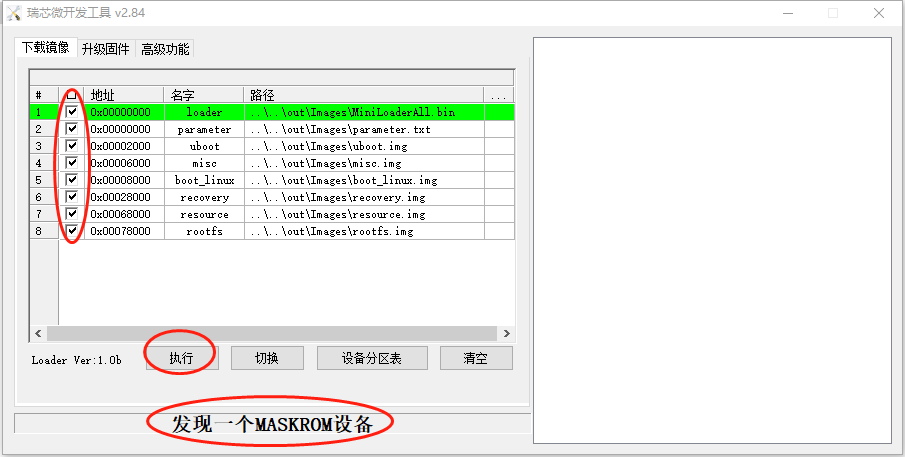 瑞芯微开发工具 v2.84
下载镜像 升级固件 高级功能
# 地址 名字 路径 ...
1 0x00000000 loader ..\..\out\Images\MiniLoaderAll.bin
2 0x00000000 parameter ..\..\out\Images\parameter.txt
3 0x00002000 uboot ..\..\out\Images\uboot.img
4 0x00006000 misc ..\..\out\Images\misc.img
5 0x00008000 boot_linux ..\..\out\Images\boot_linux.img
6 0x00028000 recovery ..\..\out\Images\recovery.img
7 0x00068000 resource ..\..\out\Images\resource.img
8 0x00078000 rootfs ..\..\out\Images\rootfs.img
Loader Ver:1.0b 执行 切换 设备分区表 清空
发现一个MASKROM设备